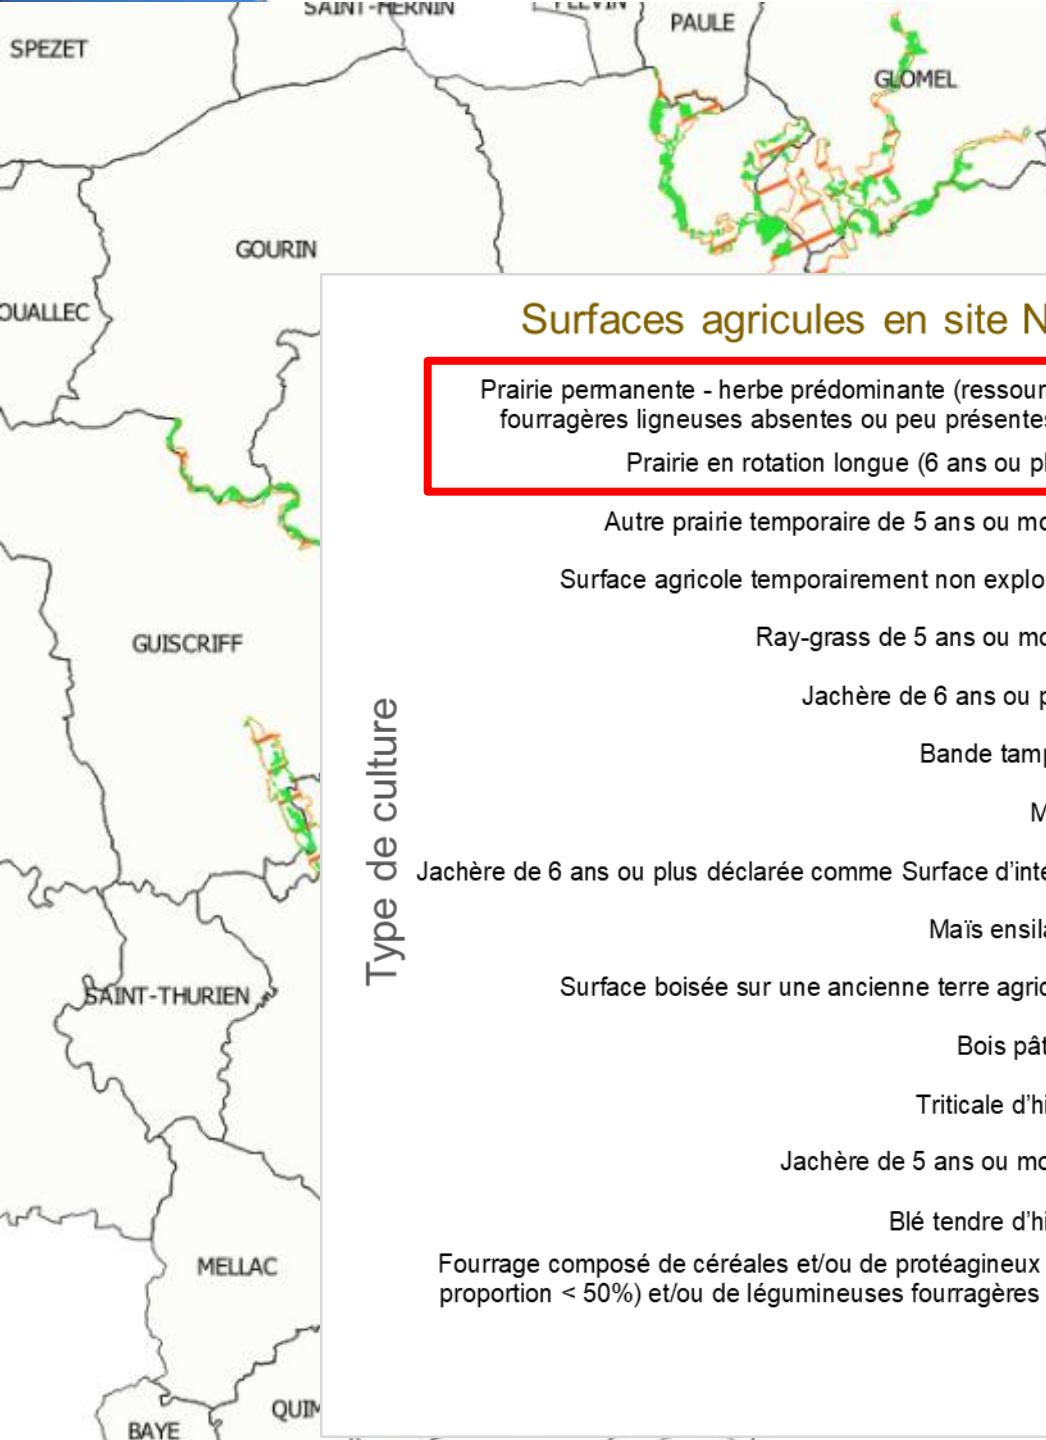 SAINT-HERNIN
PLEVIN
PAULE
SPEZET
GLOMEL
GOURIN
OUALLEC
Surfaces agricules en site N
Prairie permanente - herbe prédominante (ressour
fourragères ligneuses absentes ou peu présentes
Prairie en rotation longue (6 ans ou pl
Autre prairie temporaire de 5 ans ou mo
Surface agricole temporairement non explo
GUISCRIFF
Ray-grass de 5 ans ou mo
Jachère de 6 ans ou p
Bande tamp
M
Type de culture
Jachère de 6 ans ou plus déclarée comme Surface d'inte
Maïs ensila
Surface boisée sur une ancienne terre agric
SAINT-THURIEN
Bois pât
Triticale d'hi
Jachère de 5 ans ou mo
Blé tendre d'hi
Fourrage composé de céréales et/ou de protéagineux
proportion < 50%) et/ou de légumineuses fourragères
MELLAC
QUIM
BAYE